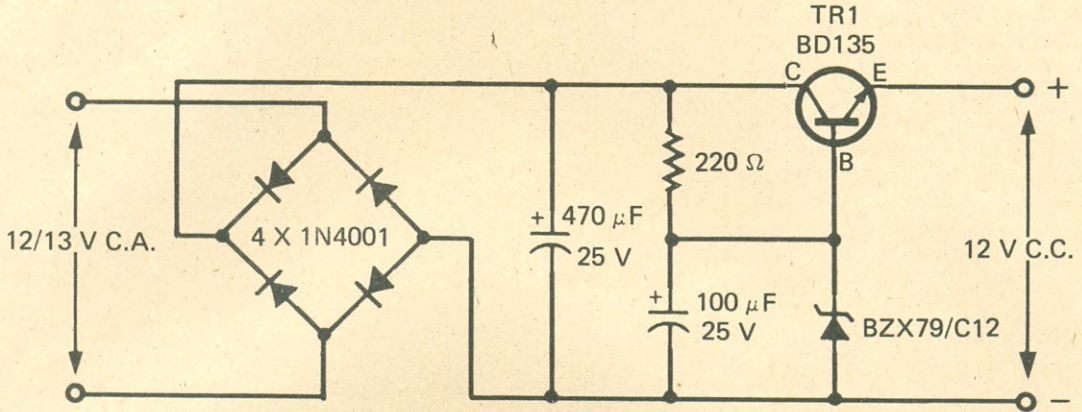 TR1
BD135
C
E
B
+
220 Ω
12/13 V C.A.
4 X 1N4001
+
470 μF
25 V
12 V C.C.
+
100 μF
25 V
BZX79/C12
−